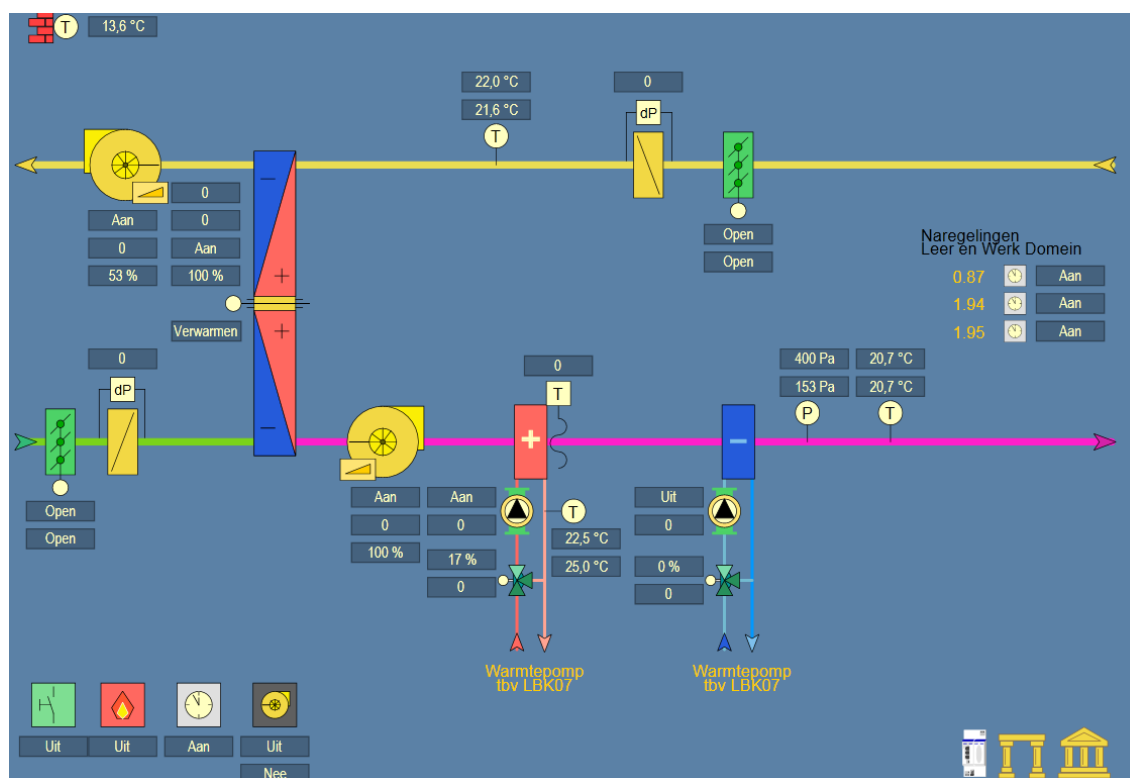 T 13,6 °C
22,0 °C 0
21,6 °C dP
T
0
Aan 0
0 Aan
53 % 100 %
Open
Open
Naregelingen
Leer en Werk Domein
0.87 Aan
1.94 Aan
1.95 Aan
Verwarmen
0
dP
0
T
400 Pa 20,7 °C
153 Pa 20,7 °C
P T
Open
Open
Aan Aan Uit
0 0 T 0
100 % 17 % 22,5 °C 0 %
0 25,0 °C 0
Warmtepomp
tbv LBK07
Warmtepomp
tbv LBK07
Uit Uit Aan Uit
Nee